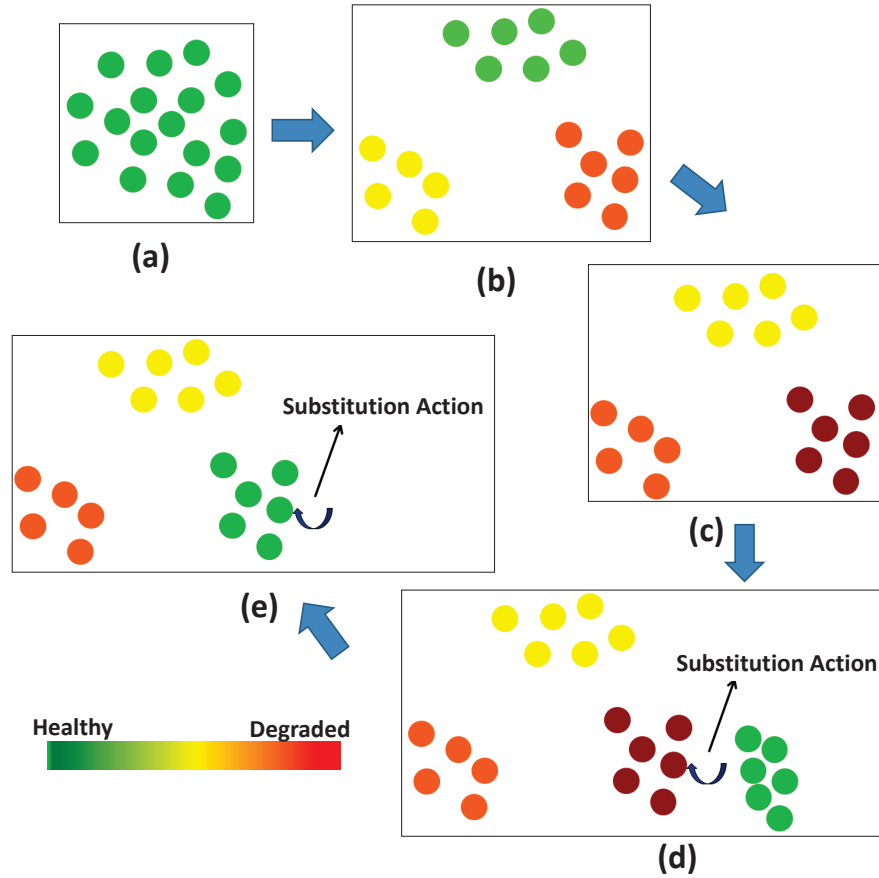 (a)
(b)
Substitution Action
(c)
(e)
Substitution Action
Healthy
Degraded
(d)